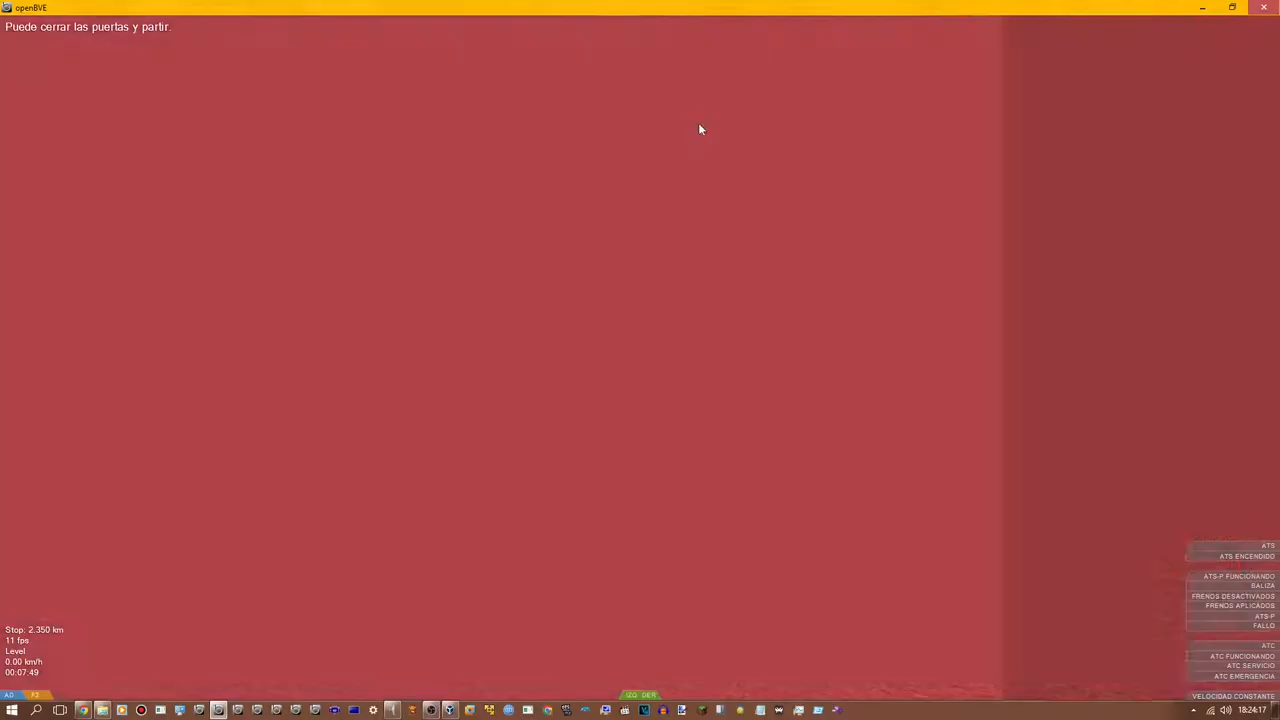 openBVE
Puede cerrar las puertas y partir.
ATS
ATS ENCENDIDO
ATS-P FUNCIONANDO
BALIZA
FRENOS DESACTIVADOS
FRENOS APLICADOS
ATS-P
FALLO
ATC
ATC FUNCIONANDO
ATC SERVICIO
ATC EMERGENCIA
VELOCIDAD CONSTANTE
Stop: 2.350 km
11 fps
Level
0.00 km/h
00:07:49
IZQ DER
18:24:17